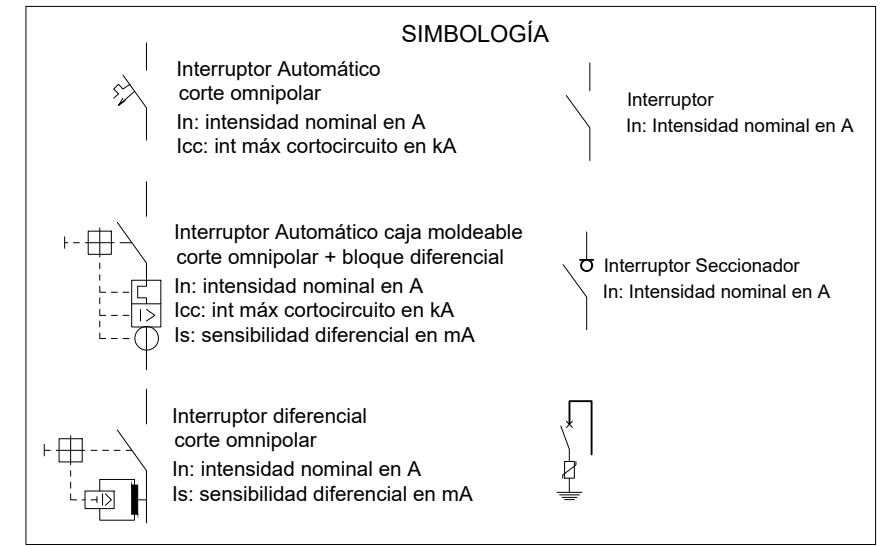 SIMBOLOGÍA
Interruptor Automático
corte omnipolar
In: intensidad nominal en A
Icc: int máx cortocircuito en kA
Interruptor
In: Intensidad nominal en A
Interruptor Automático caja moldeable
corte omnipolar + bloque diferencial
In: intensidad nominal en A
Icc: int máx cortocircuito en kA
Is: sensibilidad diferencial en mA
Interruptor Seccionador
In: Intensidad nominal en A
Interruptor diferencial
corte omnipolar
In: intensidad nominal en A
Is: sensibilidad diferencial en mA